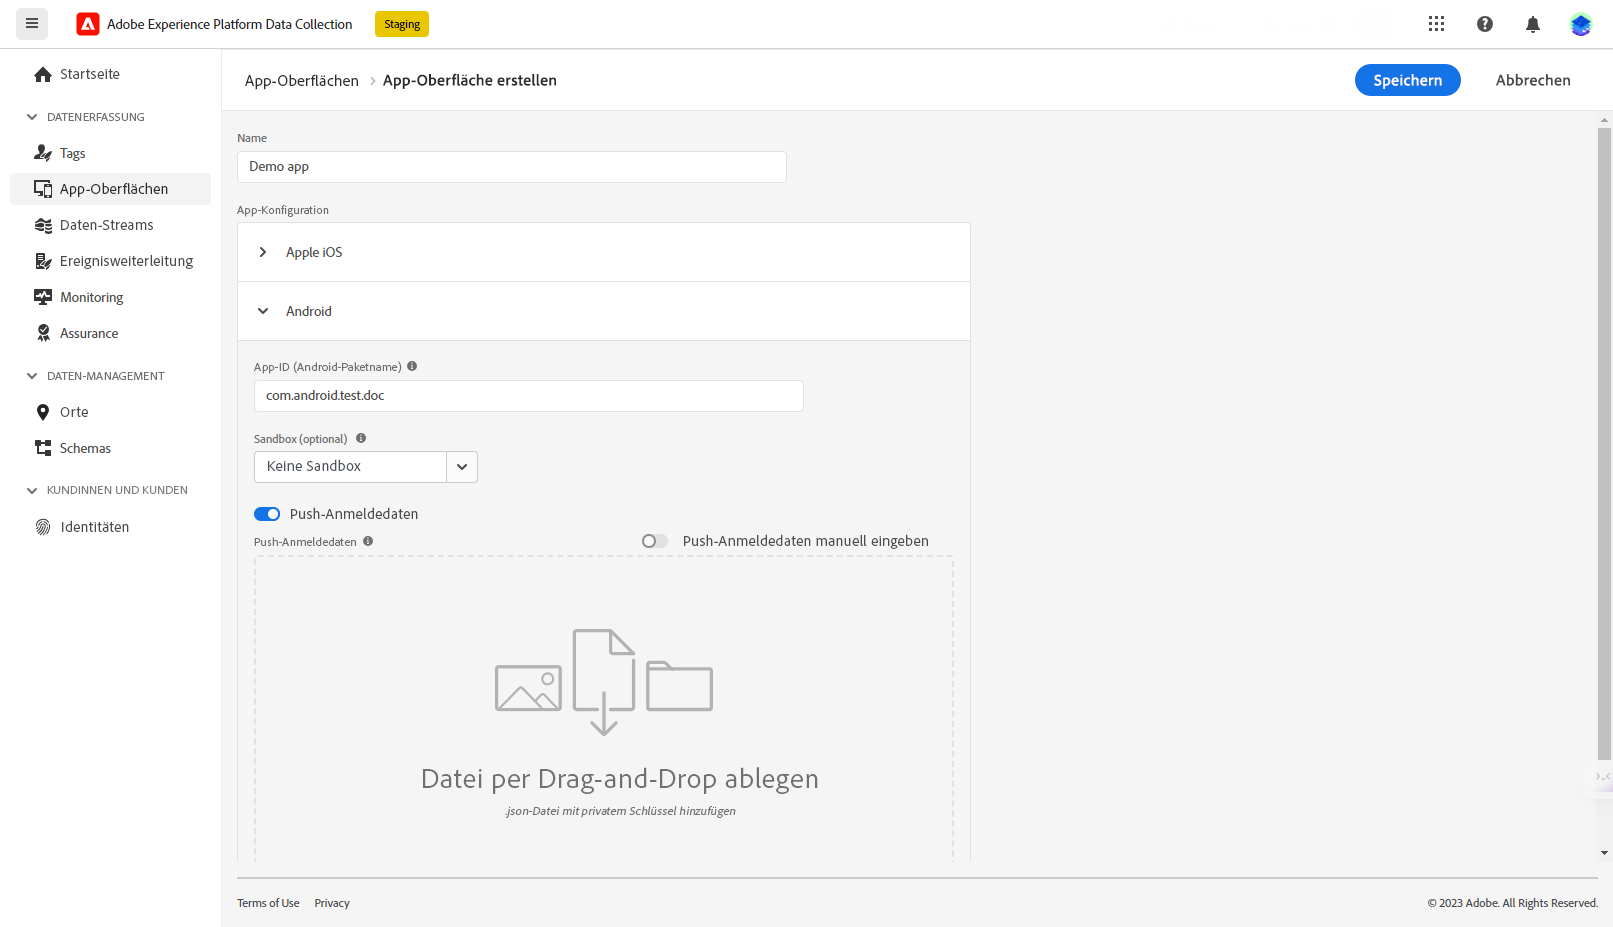 Adobe Experience Platform Data Collection
Staging
Startseite
DATENERFASSUNG
Tags
App-Oberflächen
Daten-Streams
Ereignisweiterleitung
Monitoring
Assurance
DATEN-MANAGEMENT
Orte
Schemas
KUNDINNEN UND KUNDEN
Identitäten
App-Oberflächen > App-Oberfläche erstellen
Speichern
Abbrechen
Name
Demo app
App-Konfiguration
Apple iOS
Android
App-ID (Android-Paketname)
com.android.test.doc
Sandbox (optional)
Keine Sandbox
Push-Anmeldedaten
Push-Anmeldedaten
Push-Anmeldedaten manuell eingeben
Datei per Drag-and-Drop ablegen
.json-Datei mit privatem Schlüssel hinzufügen
Terms of Use Privacy
© 2023 Adobe. All Rights Reserved.